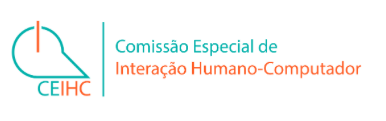 CEIHC
Comissão Especial de
Interação Humano-Computador